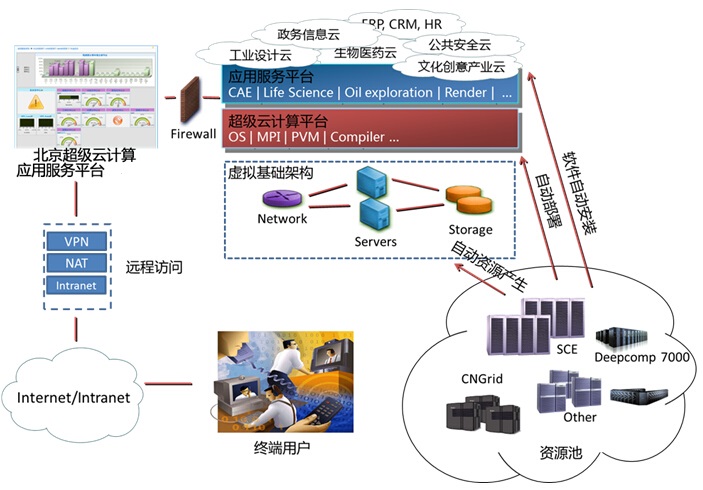 ERP, CRM, HR
政务信息云
工业设计云
生物医药云
公共安全云
文化创意产业云
应用服务平台
CAE | Life Science | Oil exploration | Render | ...
超级云计算平台
OS | MPI | PVM | Compiler ...
Firewall
北京超级云计算
应用服务平台
虚拟基础架构
Network
Servers
Storage
软件自动安装
自动部署
自动资源产生
VPN
NAT
Intranet
远程访问
Internet/Intranet
终端用户
SCE
Deepcomp 7000
CNGrid
Other
资源池